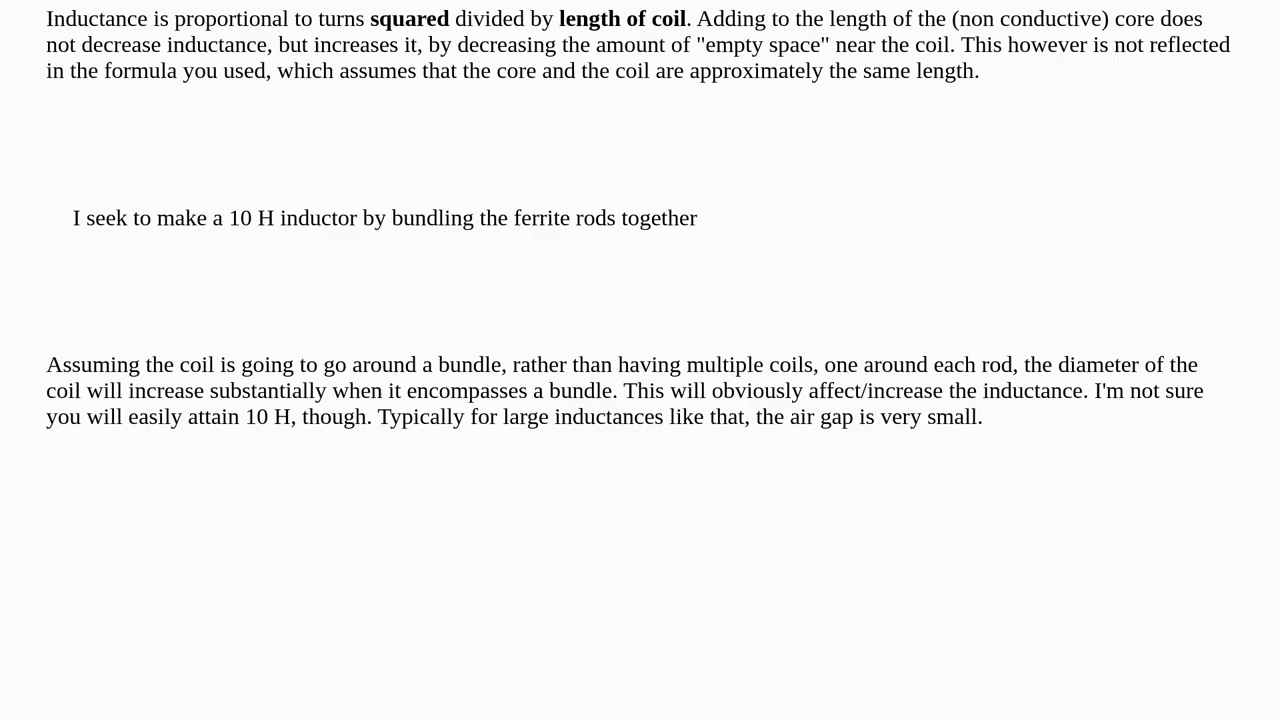 Inductance is proportional to turns squared divided by length of coil. Adding to the length of the (non conductive) core does
not decrease inductance, but increases it, by decreasing the amount of "empty space" near the coil. This however is not reflected
in the formula you used, which assumes that the core and the coil are approximately the same length.
I seek to make a 10 H inductor by bundling the ferrite rods together
Assuming the coil is going to go around a bundle, rather than having multiple coils, one around each rod, the diameter of the
coil will increase substantially when it encompasses a bundle. This will obviously affect/increase the inductance. I'm not sure
you will easily attain 10 H, though. Typically for large inductances like that, the air gap is very small.